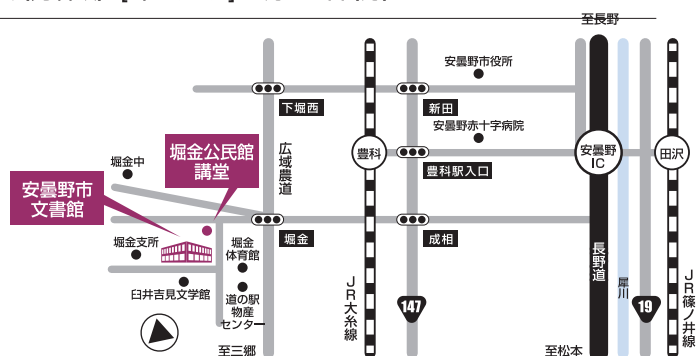 至長野
安曇野市役所
下堀西
新田
安曇野赤十字病院
堀金公民館
講堂
広域農道
豊科
安曇野
IC
田沢
堀金中
豊科駅入口
安曇野市
文書館
堀金
成相
堀金支所
堀金
体育館
長野道
犀川
臼井吉見文学館
道の駅
物産
センター
JR大糸線
147
19
JR篠ノ井線
至三郷
至松本